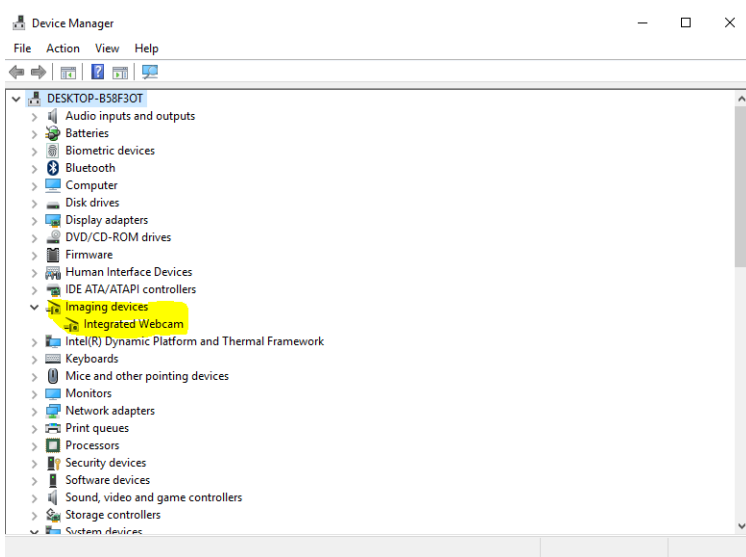 Device Manager
File Action View Help
DESKTOP-B58F3OT
Audio inputs and outputs
Batteries
Biometric devices
Bluetooth
Computer
Disk drives
Display adapters
DVD/CD-ROM drives
Firmware
Human Interface Devices
IDE ATA/ATAPI controllers
Imaging devices
Integrated Webcam
Intel(R) Dynamic Platform and Thermal Framework
Keyboards
Mice and other pointing devices
Monitors
Network adapters
Print queues
Processors
Security devices
Software devices
Sound, video and game controllers
Storage controllers
System devices